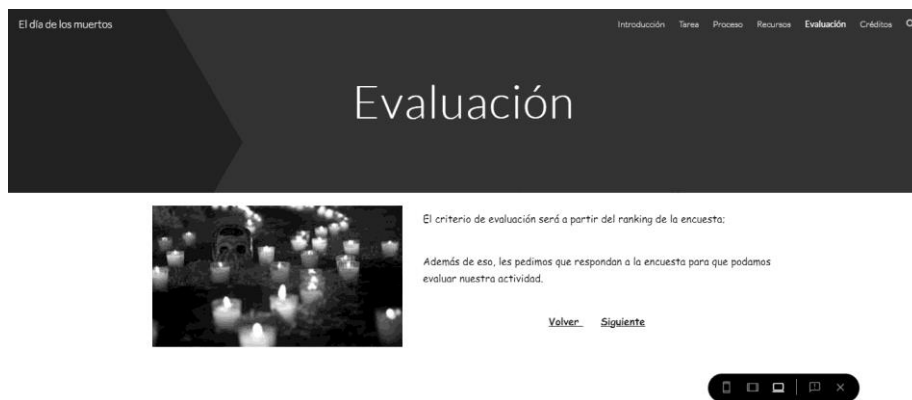 El día de los muertos
Introducción Tarea Proceso Recursos Evaluación Créditos
Evaluación
El criterio de evaluación será a partir del ranking de la encuesta;
Además de eso, les pedimos que respondan a la encuesta para que podamos
evaluar nuestra actividad.
Volver Siguiente